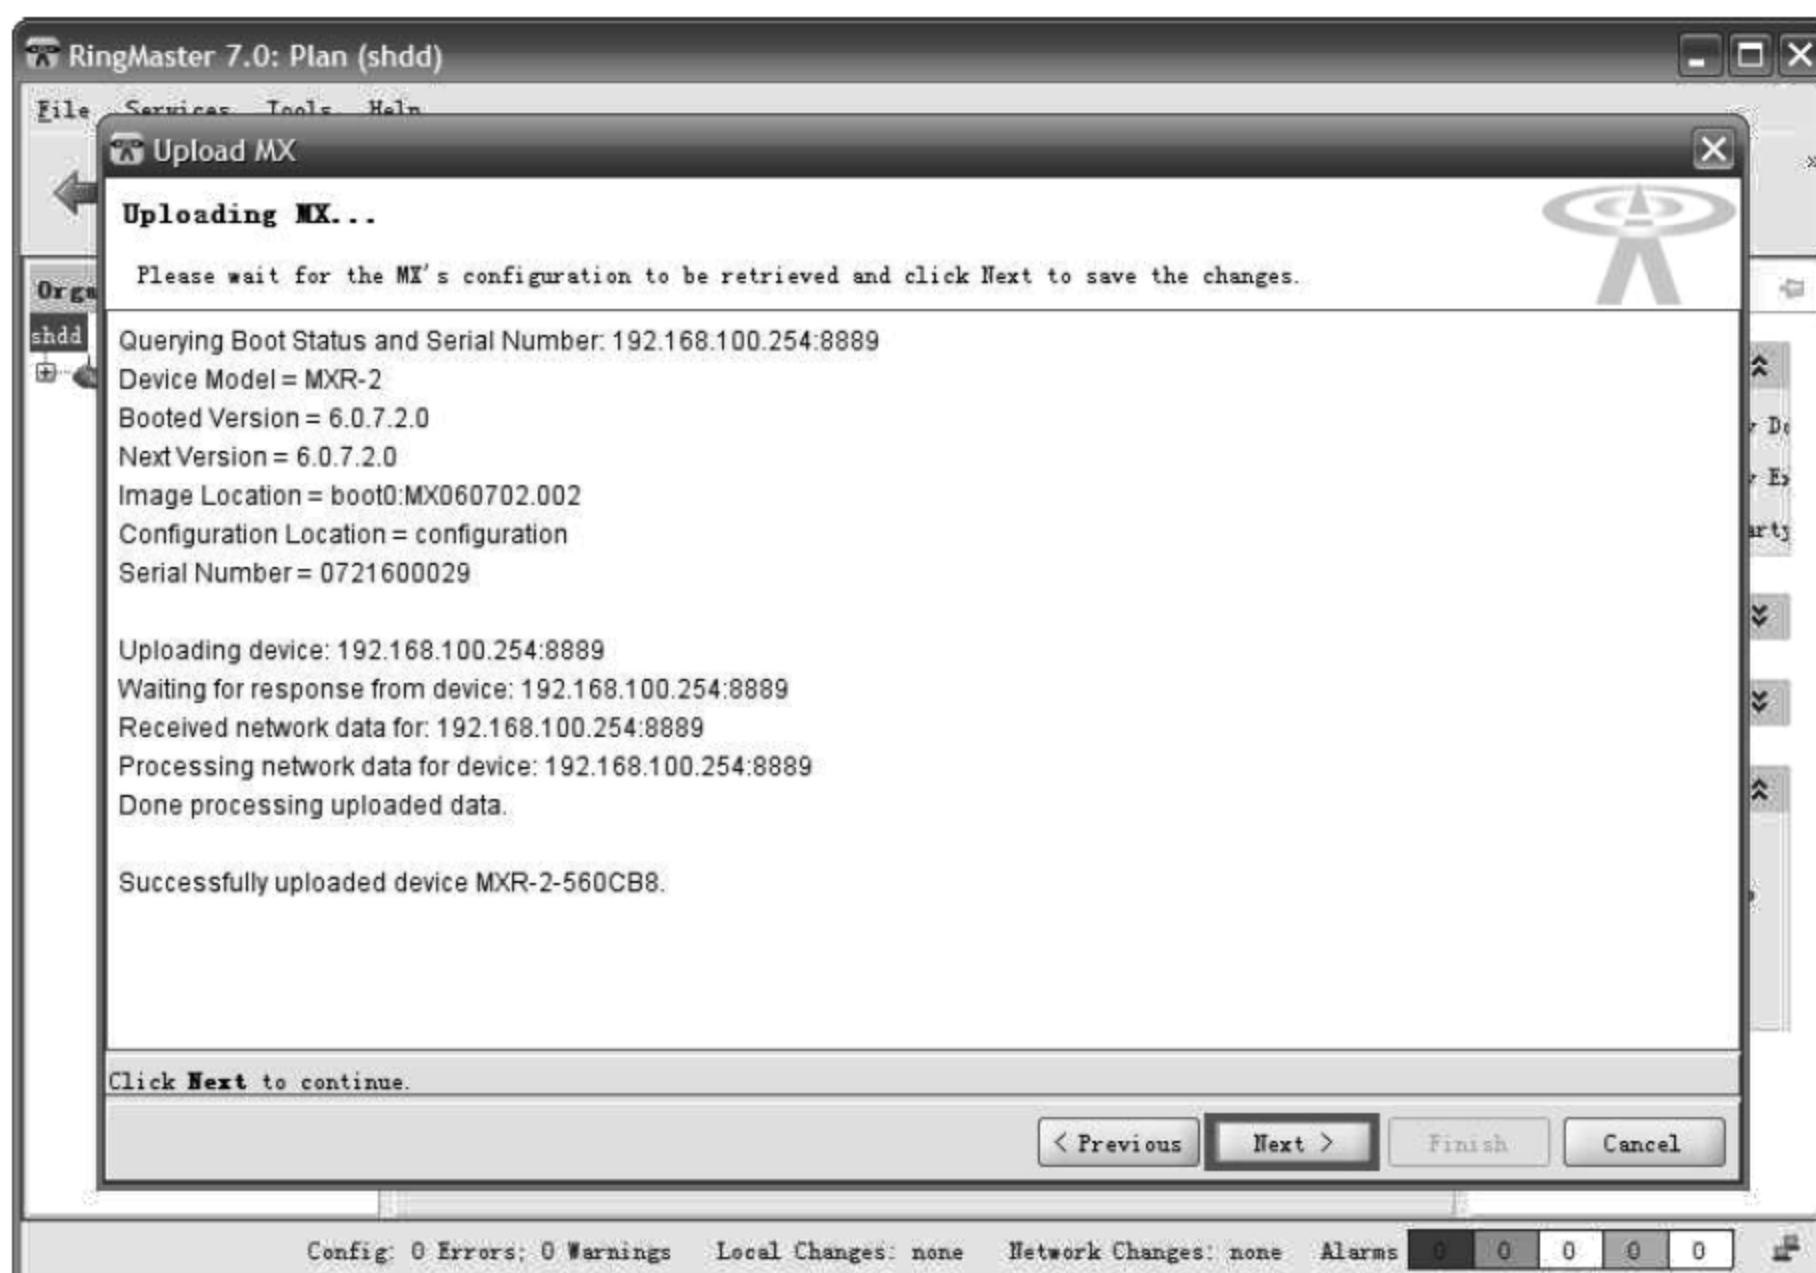 RingMaster 7.0: Plan (shdd)
File Services Tools Help
Upload MX
Uploading MX...
Please wait for the MX's configuration to be retrieved and click Next to save the changes.
shdd
Querying Boot Status and Serial Number: 192.168.100.254:8889
Device Model = MXR-2
Booted Version = 6.0.7.2.0
Next Version = 6.0.7.2.0
Image Location = boot0:MX060702.002
Configuration Location = configuration
Serial Number = 0721600029
Uploading device: 192.168.100.254:8889
Waiting for response from device: 192.168.100.254:8889
Received network data for: 192.168.100.254:8889
Processing network data for device: 192.168.100.254:8889
Done processing uploaded data.
Successfully uploaded device MXR-2-560CB8.
Click Next to continue.
< Previous Next > Finish Cancel
Config: 0 Errors; 0 Warnings Local Changes: none Network Changes: none Alarms 0 0 0 0 0